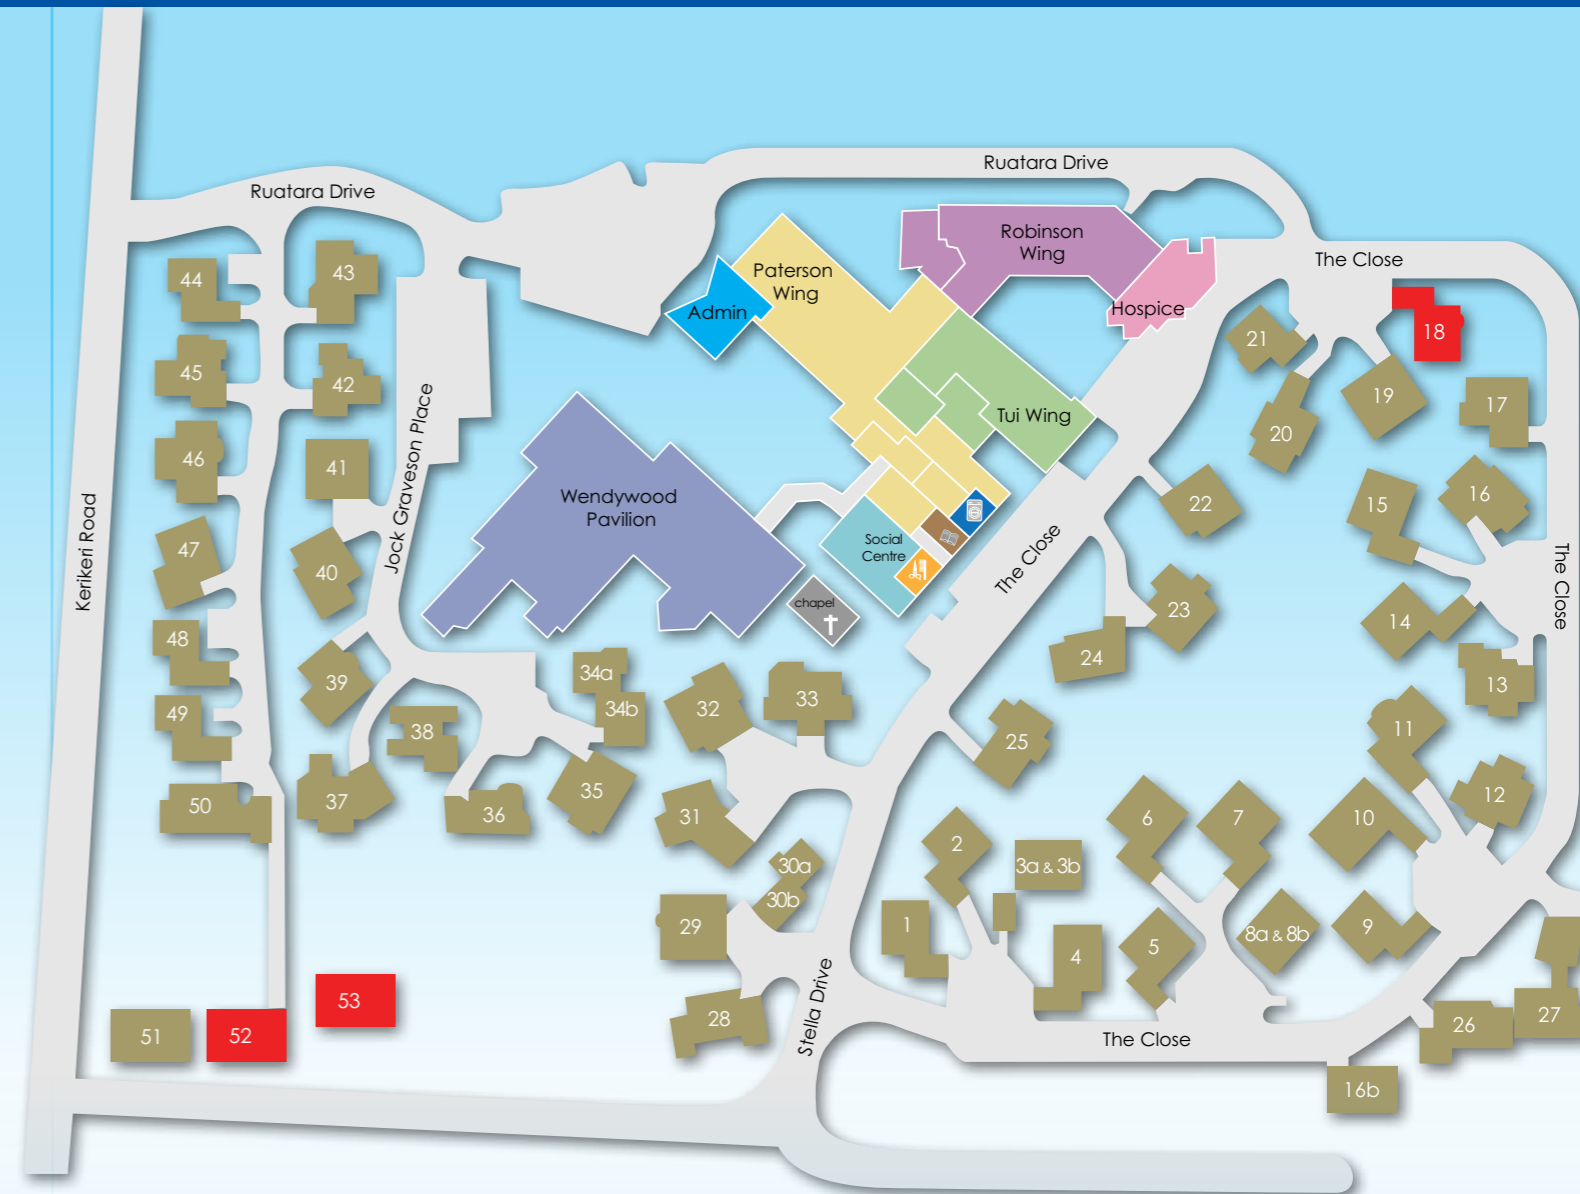 Ruatara Drive
Ruatara Drive
Robinson
Wing
The Close
Paterson
Wing
Hospice
Admin
44
43
45
42
46
41
47
40
48
39
49
38
50
37
36
35
34a
34b
32
33
31
30a
30b
29
28
51
52
53
Kerikeri Road
Jock Graveson Place
Wendywood
Pavilion
Tui Wing
Social
Centre
chapel
The Close
21
18
19
20
17
22
15
16
23
14
24
13
25
11
12
The Close
2
6
7
10
3a & 3b
1
4
5
8a & 8b
9
Stella Drive
The Close
26
27
16b